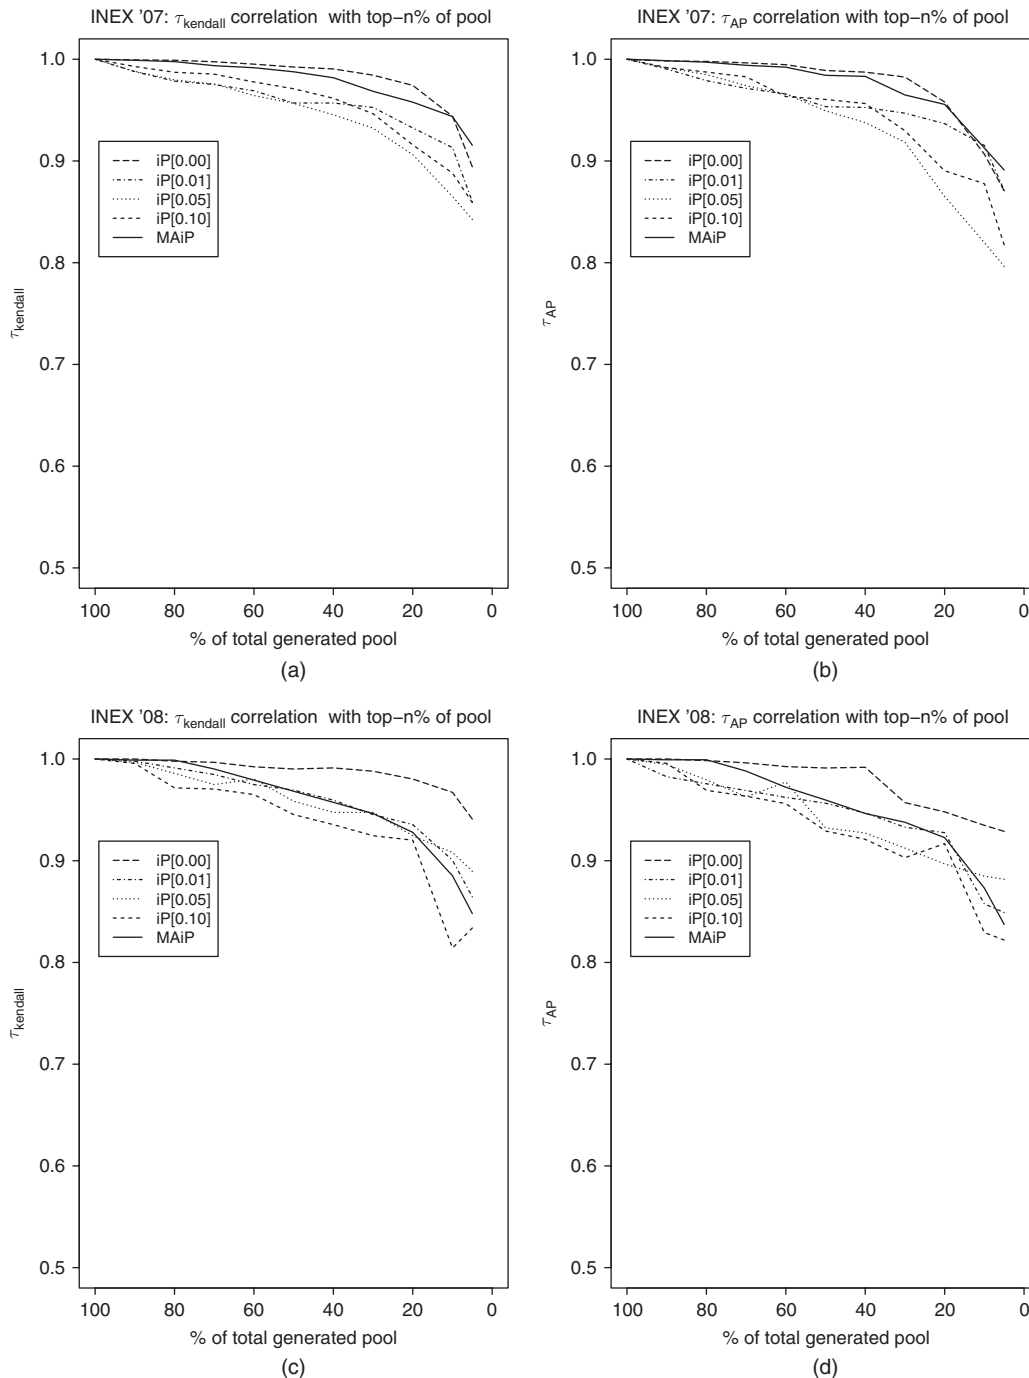 INEX '07: τkendall correlation with top−n% of pool
1.0
0.9
0.8
0.7
0.6
0.5
τkendall
iP[0.00]
iP[0.01]
iP[0.05]
iP[0.10]
MAiP
100 80 60 40 20 0
% of total generated pool
(a)
INEX '07: τAP correlation with top−n% of pool
1.0
0.9
0.8
0.7
0.6
0.5
τAP
iP[0.00]
iP[0.01]
iP[0.05]
iP[0.10]
MAiP
100 80 60 40 20 0
% of total generated pool
(b)
INEX '08: τkendall correlation with top−n% of pool
1.0
0.9
0.8
0.7
0.6
0.5
τkendall
iP[0.00]
iP[0.01]
iP[0.05]
iP[0.10]
MAiP
100 80 60 40 20 0
% of total generated pool
(c)
INEX '08: τAP correlation with top−n% of pool
1.0
0.9
0.8
0.7
0.6
0.5
τAP
iP[0.00]
iP[0.01]
iP[0.05]
iP[0.10]
MAiP
100 80 60 40 20 0
% of total generated pool
(d)